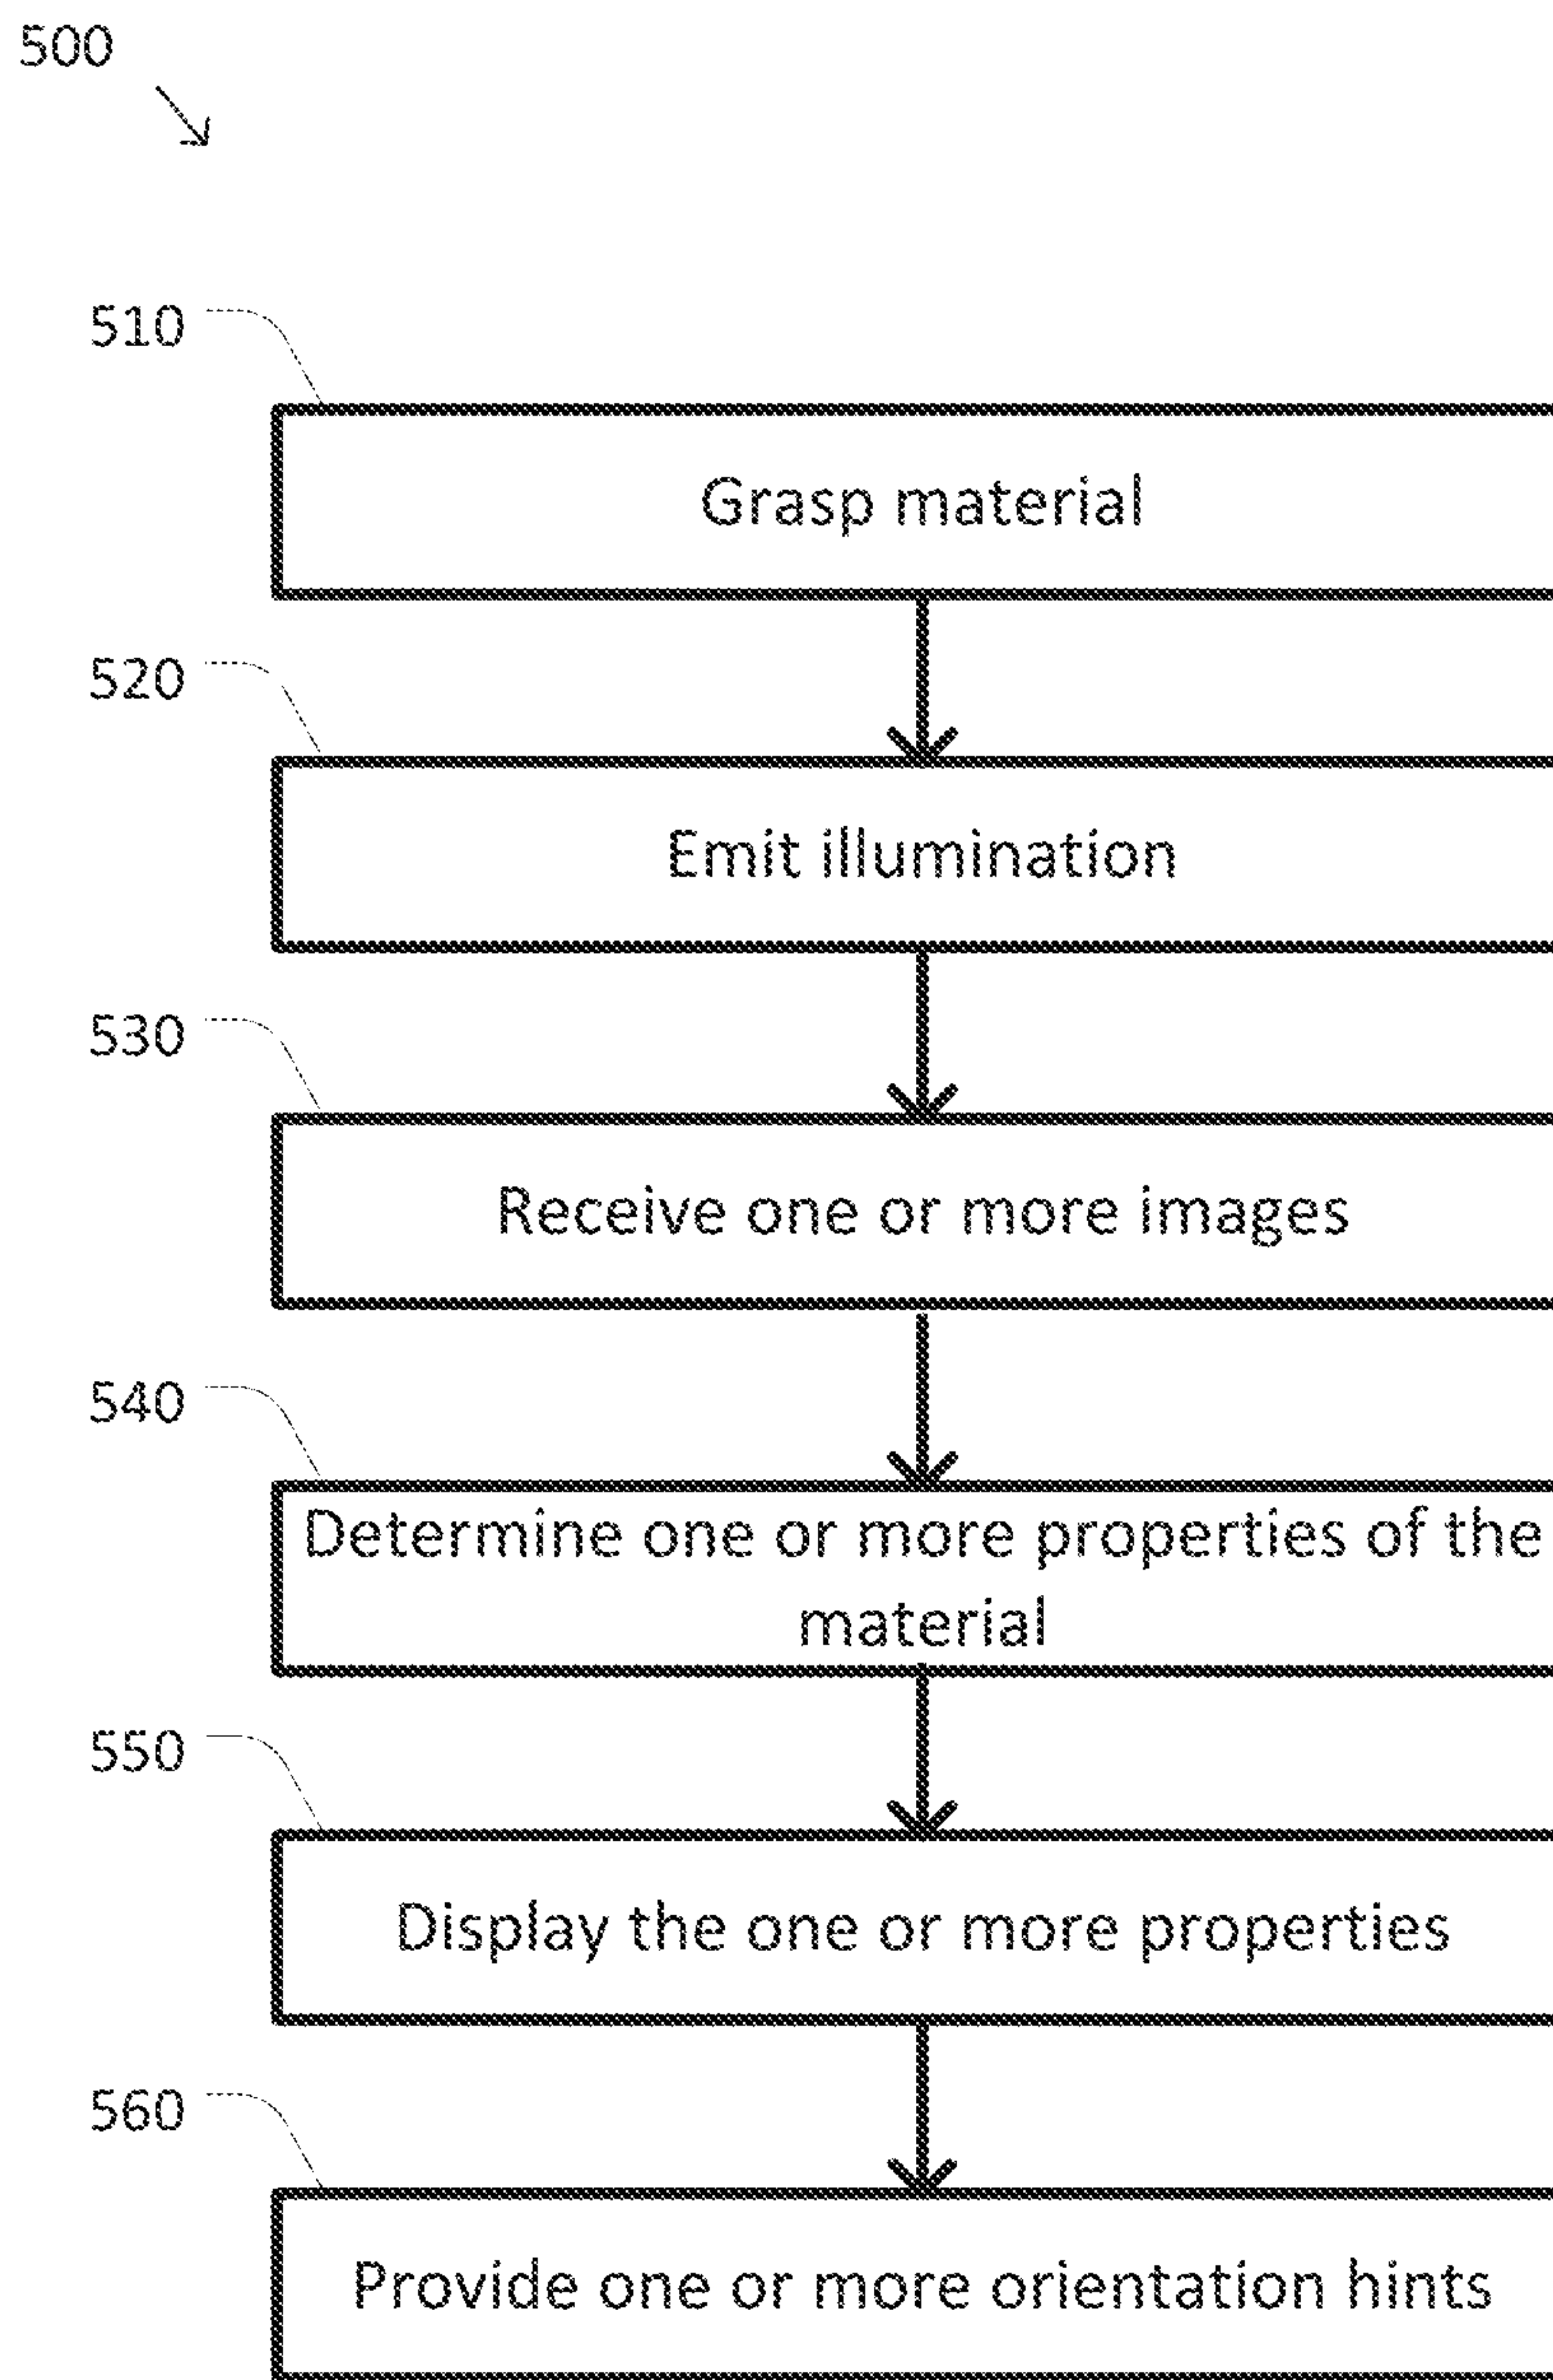 500
510
Grasp material
520
Emit illumination
530
Receive one or more images
540
Determine one or more properties of the
material
550
Display the one or more properties
560
Provide one or more orientation hints